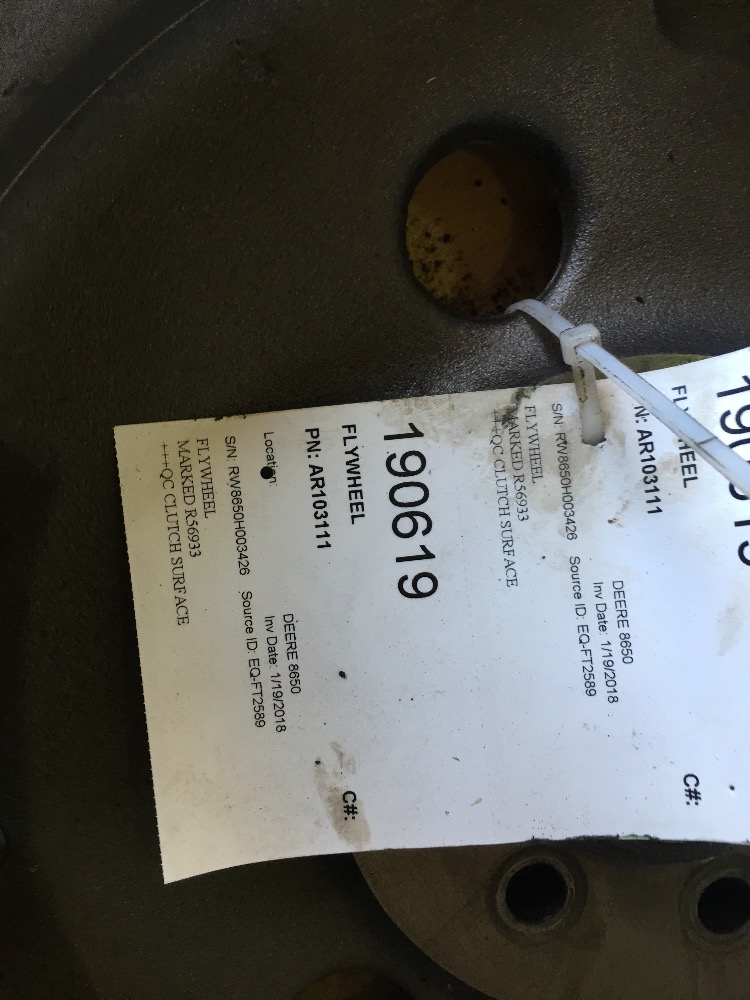 190619
FLYWHEEL C#:
PN: AR103111
DEERE 8650
Location: Inv Date: 1/19/2018
S/N: RW8650H003426 Source ID: EQ-FT2589
FLYWHEEL
MARKED R56933
+++QC CLUTCH SURFACE
C#:
N: AR103111
DEERE 8650
Inv Date: 1/19/2018
S/N: RW8650H003426 Source ID: EQ-FT2589
FLYWHEEL
MARKED R56933
QC CLUTCH SURFACE